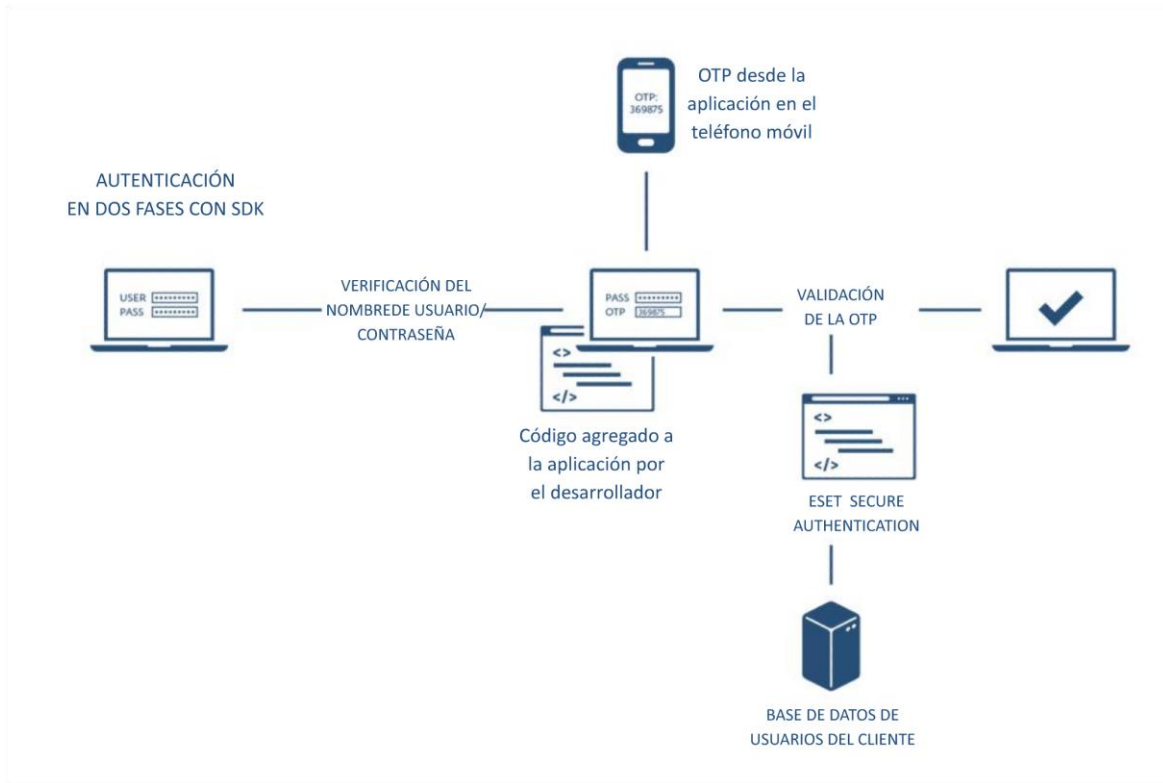 OTP:
369875
OTP desde la
aplicación en el
teléfono móvil
AUTENTICACIÓN
EN DOS FASES CON SDK
USER
PASS
VERIFICACIÓN DEL
NOMBREDE USUARIO/
CONTRASEÑA
PASS
OTP 369875
VALIDACIÓN
DE LA OTP
<>
</>
Código agregado a
la aplicación por
el desarrollador
<>
</>
ESET SECURE
AUTHENTICATION
BASE DE DATOS DE
USUARIOS DEL CLIENTE